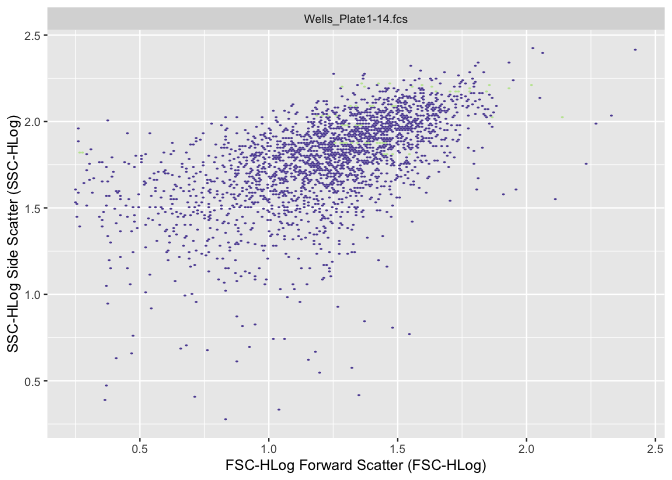 Wells_Plate1-14.fcs
2.5
2.0
1.5
1.0
0.5
SSC-HLog Side Scatter (SSC-HLog)
0.5 1.0 1.5 2.0 2.5
FSC-HLog Forward Scatter (FSC-HLog)